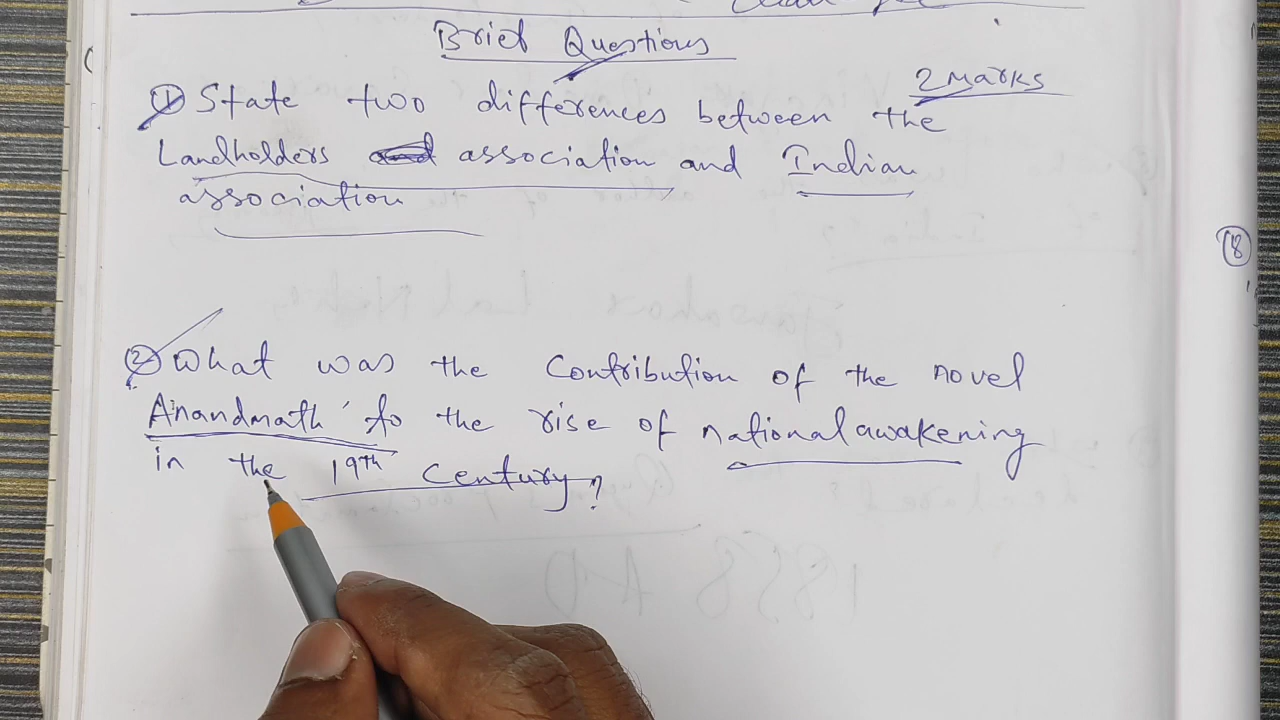 Brief Questions
2 Marks
① State two differences between the
Landholders association and Indian
association
18
② What was the Contribution of the novel
Anandmath' to the rise of national awakening
in the 19th Century?